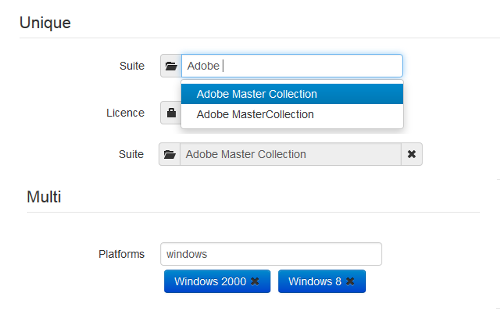 Unique
Suite
Adobe
Adobe Master Collection
Licence
Adobe MasterCollection
Suite
Adobe Master Collection
Multi
Platforms
windows
Windows 2000
Windows 8